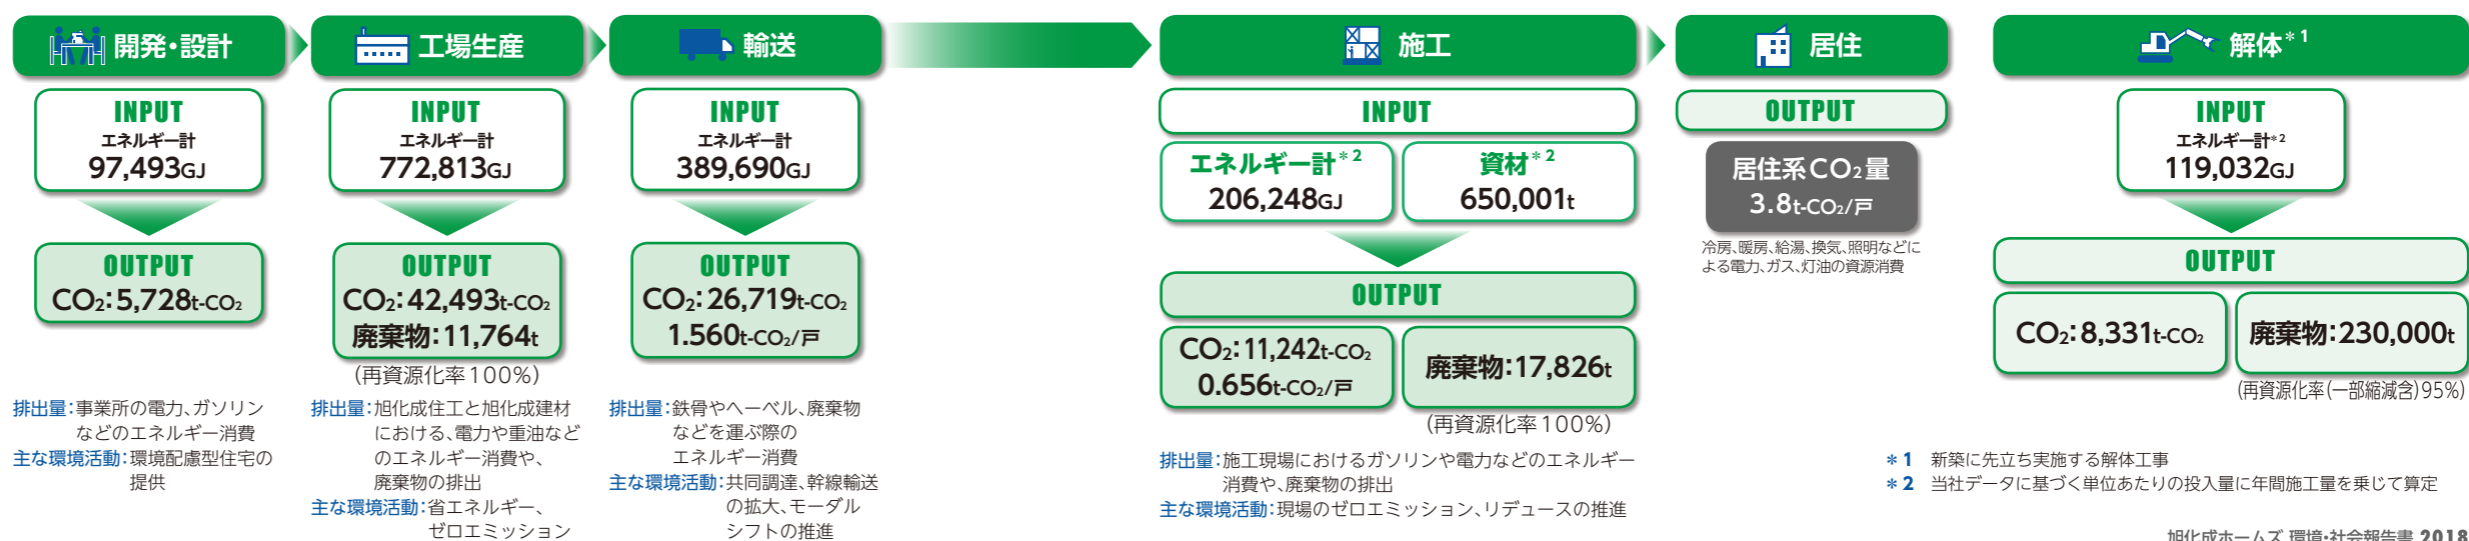 開発・設計
INPUT
エネルギー計
97,493GJ
OUTPUT
CO₂:5,728t-CO₂
排出量:事業所の電力、ガソリン
などのエネルギー消費
主な環境活動:環境配慮型住宅の
提供
工場生産
INPUT
エネルギー計
772,813GJ
OUTPUT
CO₂:42,493t-CO₂
廃棄物:11,764t
(再資源化率100%)
排出量:旭化成住工と旭化成建材
における、電力や重油など
のエネルギー消費や、
廃棄物の排出
主な環境活動:省エネルギー、
ゼロエミッション
輸送
INPUT
エネルギー計
389,690GJ
OUTPUT
CO₂:26,719t-CO₂
1.560t-CO₂/戸
排出量:鉄骨やヘーベル、廃棄物
などを運ぶ際の
エネルギー消費
主な環境活動:共同調達、幹線輸送
の拡大、モーダル
シフトの推進
施工
INPUT
エネルギー計*2
206,248GJ
資材*2
650,001t
OUTPUT
CO₂:11,242t-CO₂
0.656t-CO₂/戸
廃棄物:17,826t
(再資源化率100%)
排出量:施工現場におけるガソリンや電力などのエネルギー
消費や、廃棄物の排出
主な環境活動:現場のゼロエミッション、リデュースの推進
居住
OUTPUT
居住系CO₂量
3.8t-CO₂/戸
冷房、暖房、給湯、換気、照明などに
よる電力、ガス、灯油の資源消費
解体*1
INPUT
エネルギー計*2
119,032GJ
OUTPUT
CO₂:8,331t-CO₂
廃棄物:230,000t
(再資源化率(一部縮減含)95%)
*1 新築に先立ち実施する解体工事
*2 当社データに基づく単位あたりの投入量に年間施工量を乗じて算定
旭化成ホームズ 環境・社会報告書 2018